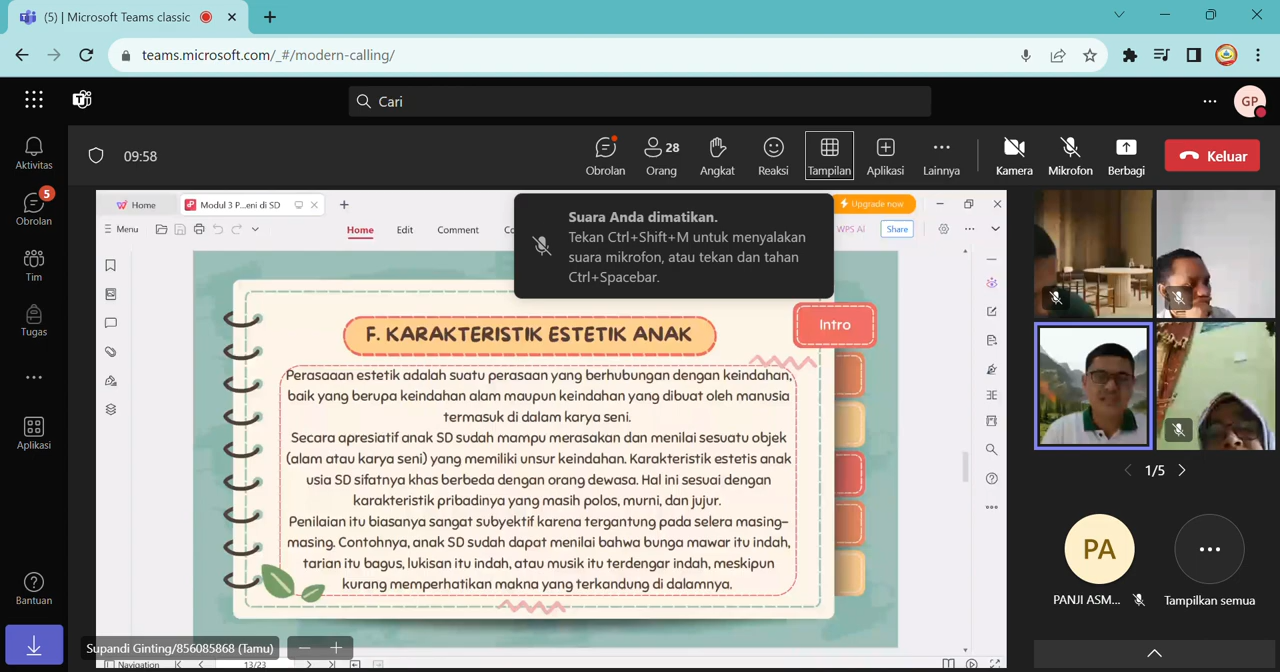 (5) | Microsoft Teams classic
teams.microsoft.com/_#/modern-calling/
Cari
GP
09:58
Obrolan
28
Orang
Angkat
Reaksi
Tampilan
Aplikasi
Lainnya
Kamera
Mikrofon
Berbagi
Keluar
Aktivitas
5
Obrolan
Tim
Tugas
Aplikasi
Bantuan
Home
Modul 3 P...eni di SD
Upgrade now
Menu
Home
Edit
Comment
WPS AI
Share
Suara Anda dimatikan.
Tekan Ctrl+Shift+M untuk menyalakan
suara mikrofon, atau tekan dan tahan
Ctrl+Spacebar.
Intro
F. KARAKTERISTIK ESTETIK ANAK
Perasaaan estetik adalah suatu perasaan yang berhubungan dengan keindahan,
baik yang berupa keindahan alam maupun keindahan yang dibuat oleh manusia
termasuk di dalam karya seni.
Secara apresiatif anak SD sudah mampu merasakan dan menilai sesuatu objek
(alam atau karya seni) yang memiliki unsur keindahan. Karakteristik estetis anak
usia SD sifatnya khas berbeda dengan orang dewasa. Hal ini sesuai dengan
karakteristik pribadinya yang masih polos, murni, dan jujur.
Penilaian itu biasanya sangat subyektif karena tergantung pada selera masing-
masing. Contohnya, anak SD sudah dapat menilai bahwa bunga mawar itu indah,
tarian itu bagus, lukisan itu indah, atau musik itu terdengar indah, meskipun
kurang memperhatikan makna yang terkandung di dalamnya.
Supandi Ginting/856085868 (Tamu)
Navigation
13/23
1/5
PA
PANJI ASM...
Tampilkan semua